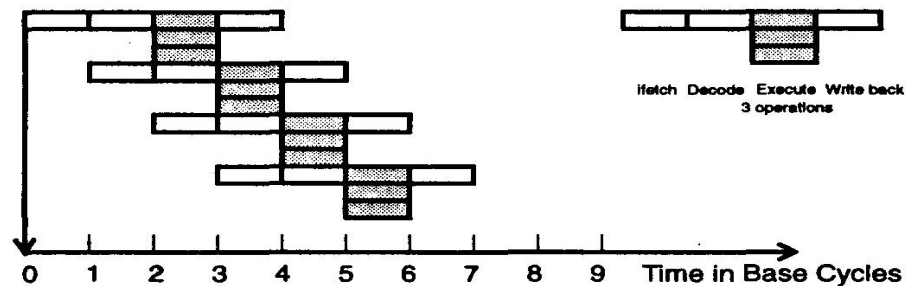 ifetch Decode Execute Write back
3 operations
0 1 2 3 4 5 6 7 8 9 Time in Base Cycles